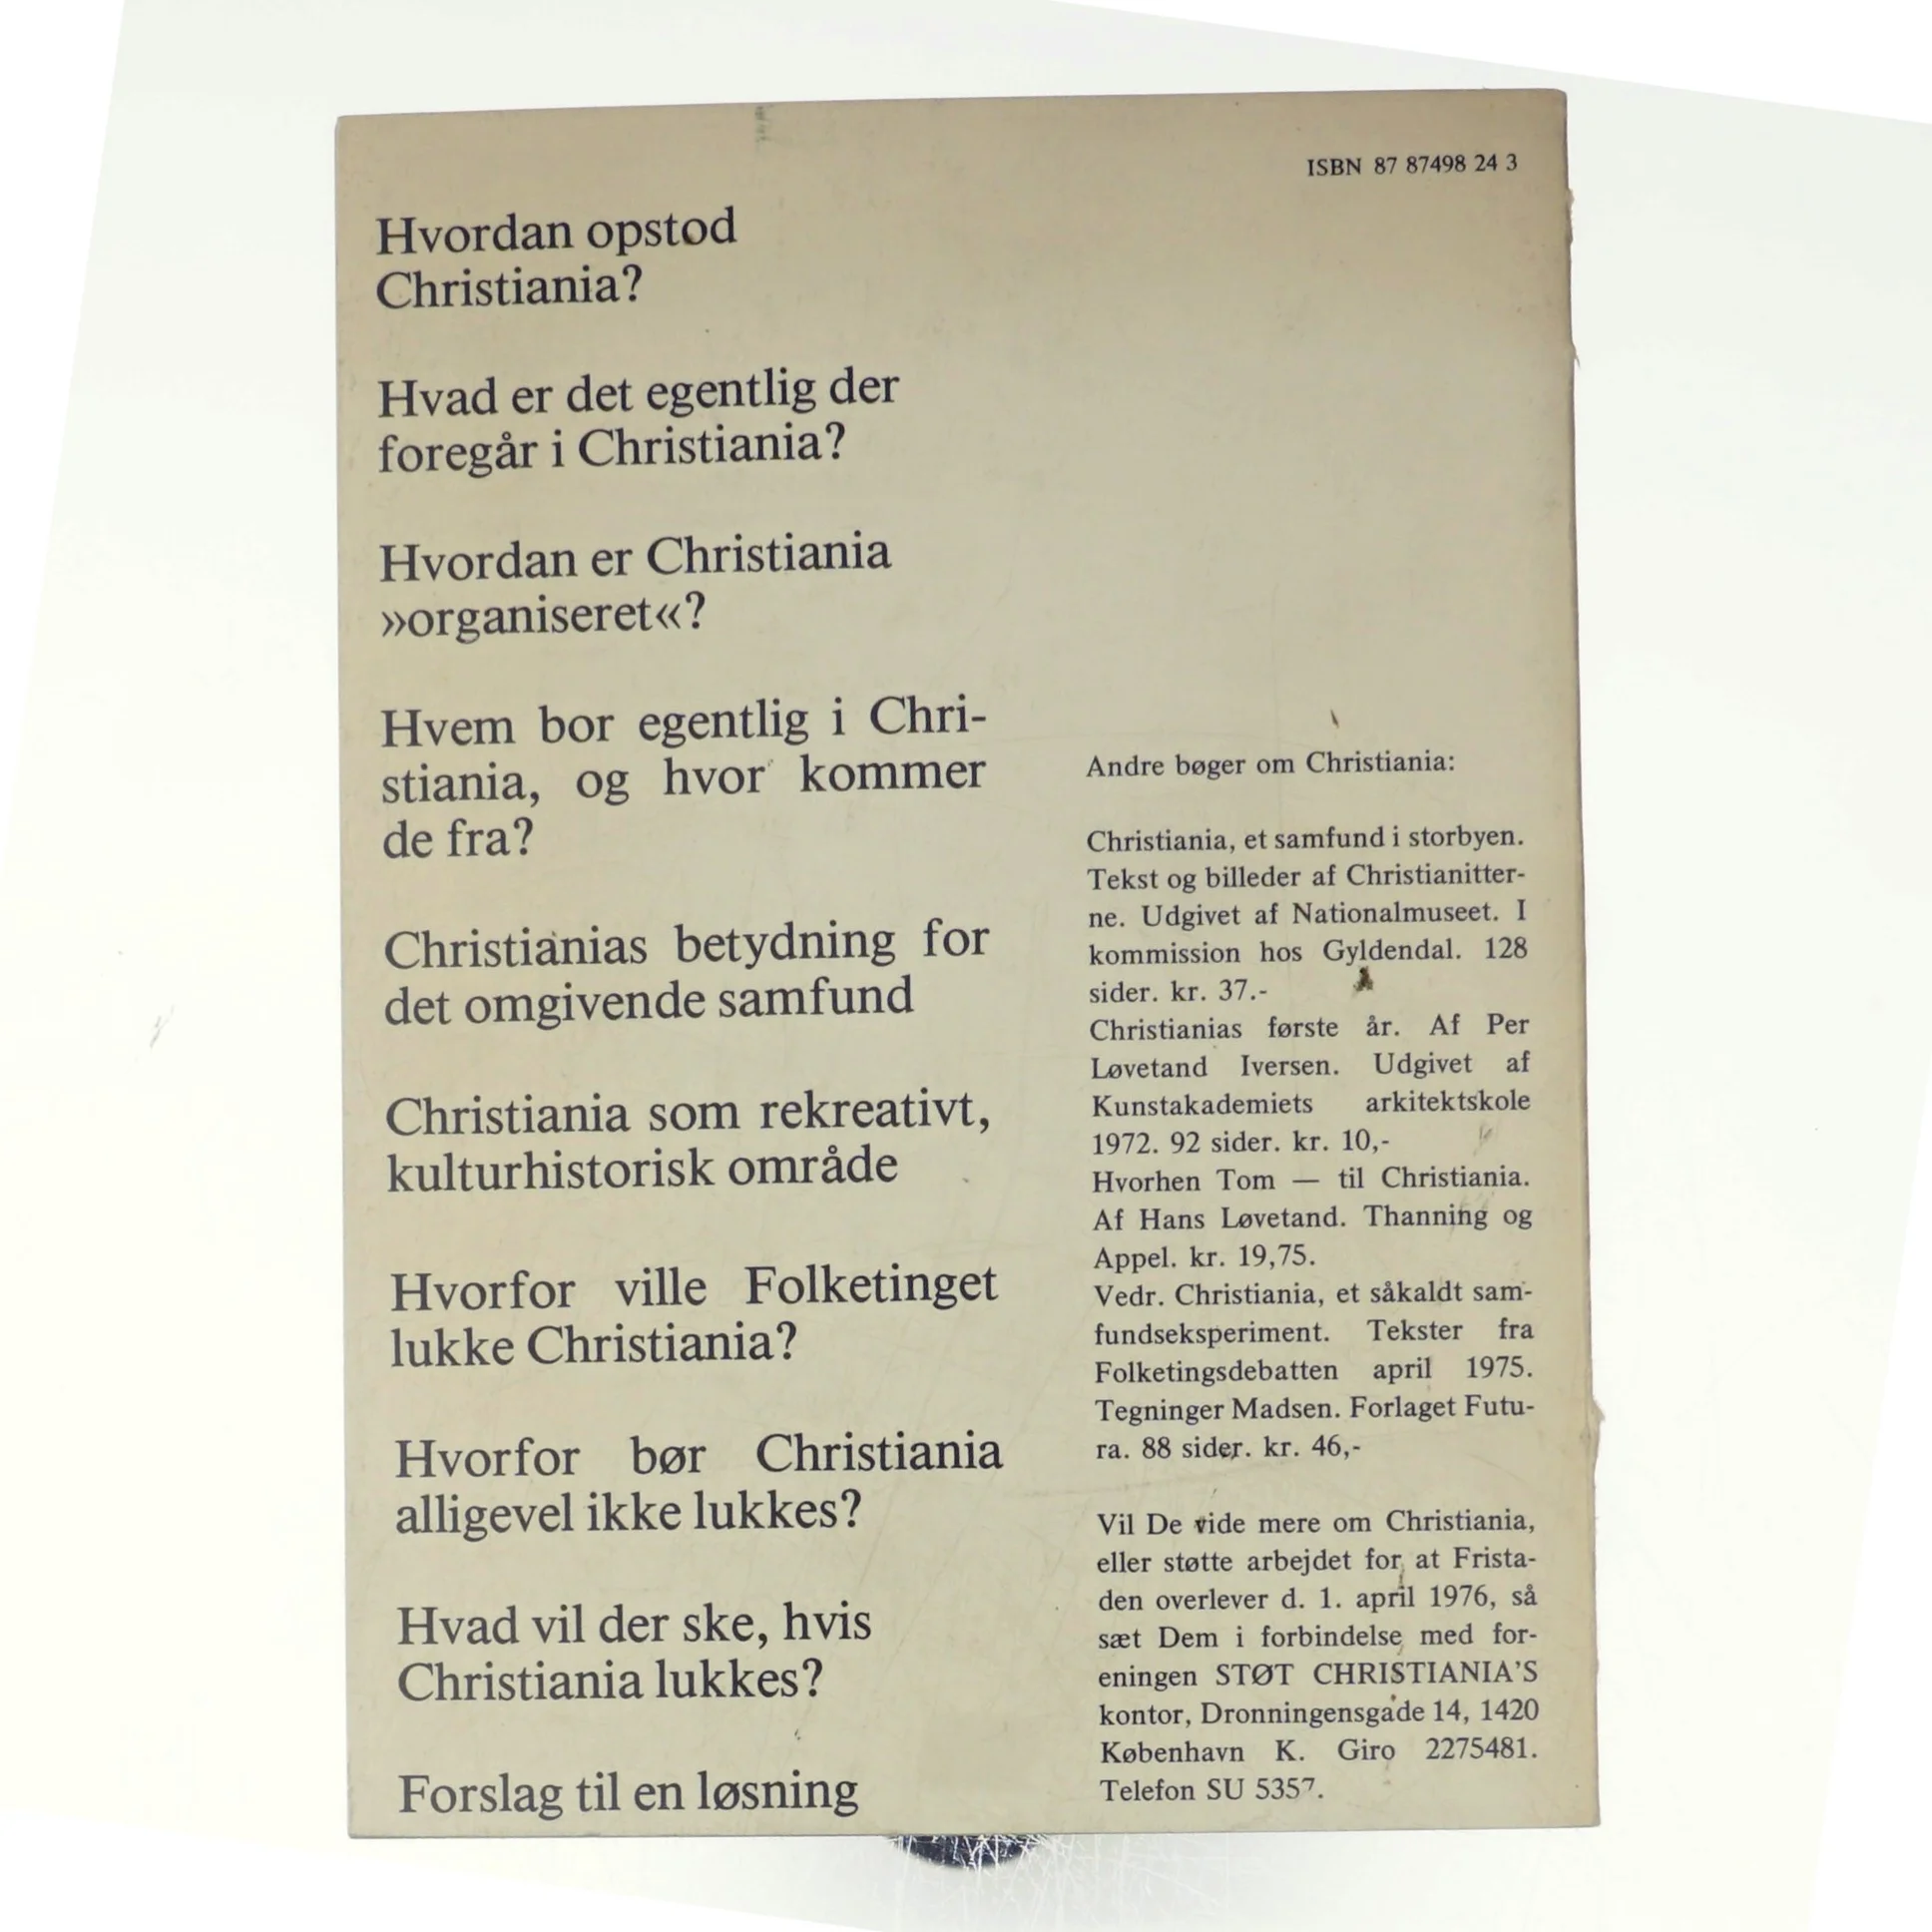 ISBN 87 87498 24 3
Hvordan opstod
Christiania?
Hvad er det egentlig der
foregår i Christiania?
Hvordan er Christiania
»organiseret«?
Hvem bor egentlig i Chri-
stiania, og hvor kommer
de fra?
Christianias betydning for
det omgivende samfund
Christiania som rekreativt,
kulturhistorisk område
Hvorfor ville Folketinget
lukke Christiania?
Hvorfor bør Christiania
alligevel ikke lukkes?
Hvad vil der ske, hvis
Christiania lukkes?
Forslag til en løsning
Andre bøger om Christiania:
Christiania, et samfund i storbyen.
Tekst og billeder af Christianitter-
ne. Udgivet af Nationalmuseet. I
kommission hos Gyldendal. 128
sider. kr. 37.-
Christianias første år. Af Per
Løvetand Iversen. Udgivet af
Kunstakademiets arkitektskole
1972. 92 sider. kr. 10,-
Hvorhen Tom — til Christiania.
Af Hans Løvetand. Thanning og
Appel. kr. 19,75.
Vedr. Christiania, et såkaldt sam-
fundseksperiment. Tekster fra
Folketingsdebatten april 1975.
Tegninger Madsen. Forlaget Futu-
ra. 88 sider. kr. 46,-
Vil De vide mere om Christiania,
eller støtte arbejdet for at Frista-
den overlever d. 1. april 1976, så
sæt Dem i forbindelse med for-
eningen STØT CHRISTIANIA'S
kontor, Dronningensgade 14, 1420
København K. Giro 2275481.
Telefon SU 5357.